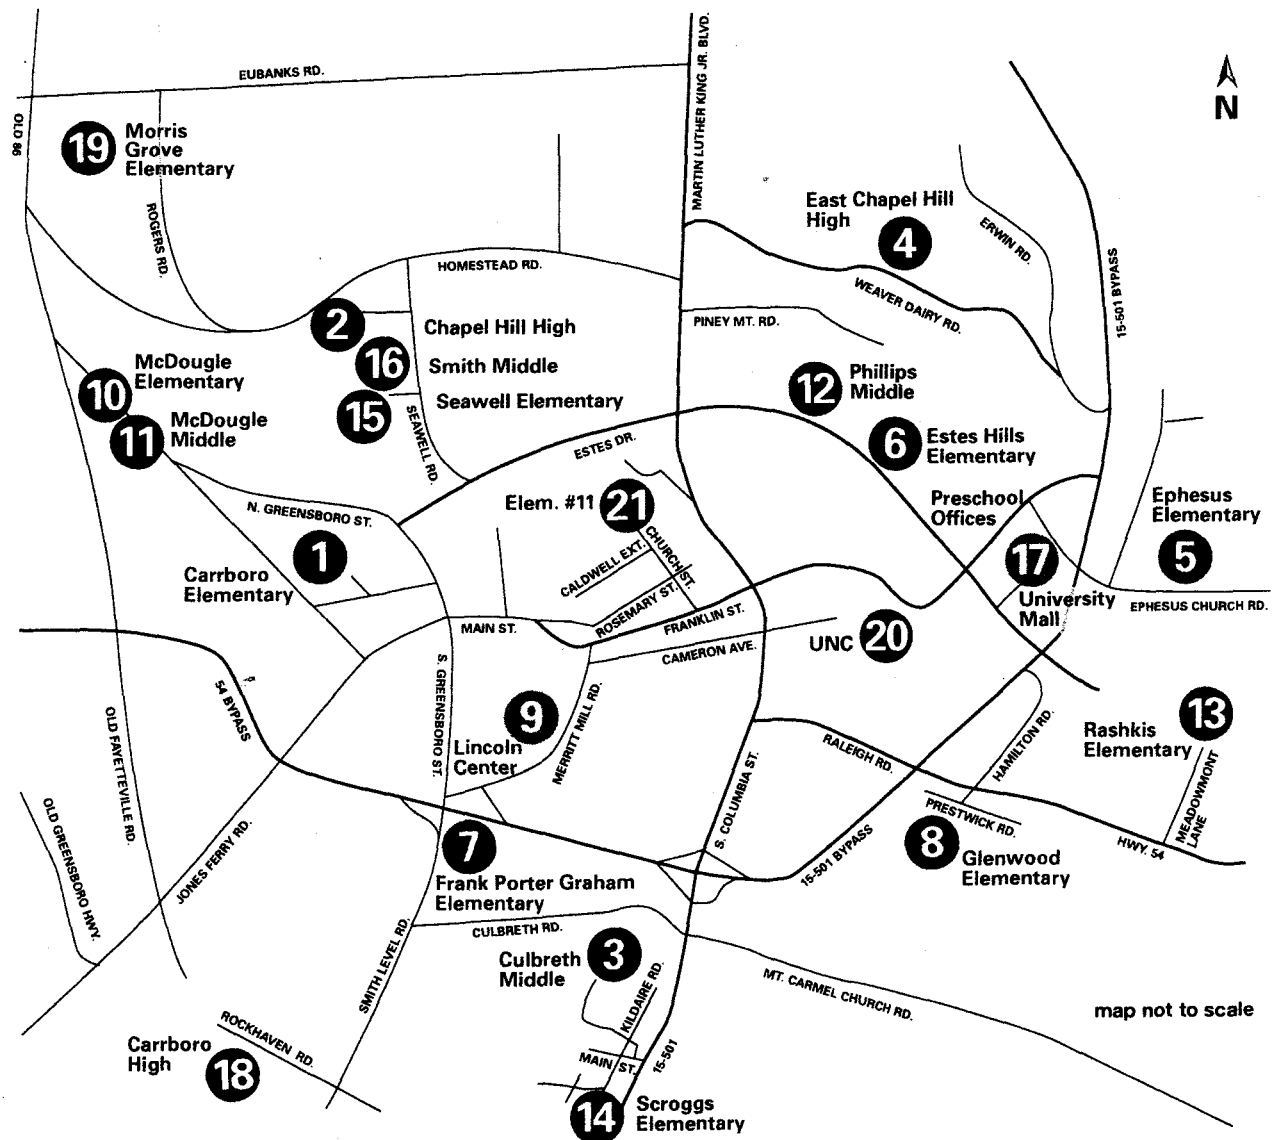 EUBANKS RD.
MARTIN LUTHER KING JR. BLVD.
N
OLD 86
19
Morris
Grove
Elementary
ROGERS RD.
East Chapel Hill
High
4
ERWIN RD.
15-501 BYPASS
HOMESTEAD RD.
WEAVER DAIRY RD.
PINEY MT. RD.
2
Chapel Hill High
16
Smith Middle
15
Seawell Elementary
SEAWELL RD.
10
McDougle
Elementary
11
McDougle
Middle
12
Phillips
Middle
6
Estes Hills
Elementary
ESTES DR.
N. GREENSBORO ST.
Elem. #11
21
Preschool
Offices
Ephesus
Elementary
5
17
University
Mall
EPHESUS CHURCH RD.
1
Carrboro
Elementary
CALDWELL EXT.
CHURCH ST.
ROSEMARY ST.
FRANKLIN ST.
MAIN ST.
CAMERON AVE.
UNC
20
54 BYPASS
S. GREENSBORO ST.
9
Lincoln
Center
MERRITT MILL RD.
OLD FAYETTEVILLE RD.
RALEIGH RD.
HAMILTON RD.
Rashkis
Elementary
13
MEADOWMONT
LANE
S. COLUMBIA ST.
PRESTWICK RD.
HWY. 54
15-501 BYPASS
8
Glenwood
Elementary
OLD GREENSBORO HWY.
JONES FERRY RD.
7
Frank Porter Graham
Elementary
CULBRETH RD.
SMITH LEVEL RD.
Culbreth
Middle
3
KILDAIRE RD.
MT. CARMEL CHURCH RD.
map not to scale
ROCKHAVEN RD.
Carrboro
High
18
MAIN ST.
15-501
14
Scroggs
Elementary